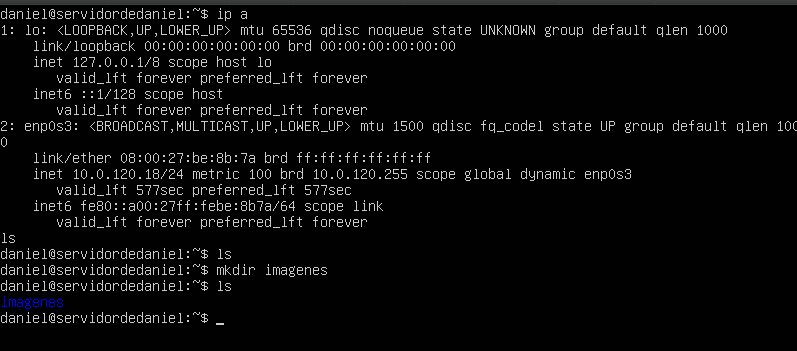 daniel@servidordedaniel:~$ ip a
1: lo: <LOOPBACK,UP,LOWER_UP> mtu 65536 qdisc noqueue state UNKNOWN group default qlen 1000
    link/loopback 00:00:00:00:00:00 brd 00:00:00:00:00:00
    inet 127.0.0.1/8 scope host lo
       valid_lft forever preferred_lft forever
    inet6 ::1/128 scope host
       valid_lft forever preferred_lft forever
2: enp0s3: <BROADCAST,MULTICAST,UP,LOWER_UP> mtu 1500 qdisc fq_codel state UP group default qlen 100
0
    link/ether 08:00:27:be:8b:7a brd ff:ff:ff:ff:ff:ff
    inet 10.0.120.18/24 metric 100 brd 10.0.120.255 scope global dynamic enp0s3
       valid_lft 577sec preferred_lft 577sec
    inet6 fe80::a00:27ff:febe:8b7a/64 scope link
       valid_lft forever preferred_lft forever
ls
daniel@servidordedaniel:~$ ls
daniel@servidordedaniel:~$ mkdir imagenes
daniel@servidordedaniel:~$ ls
imagenes
daniel@servidordedaniel:~$ _